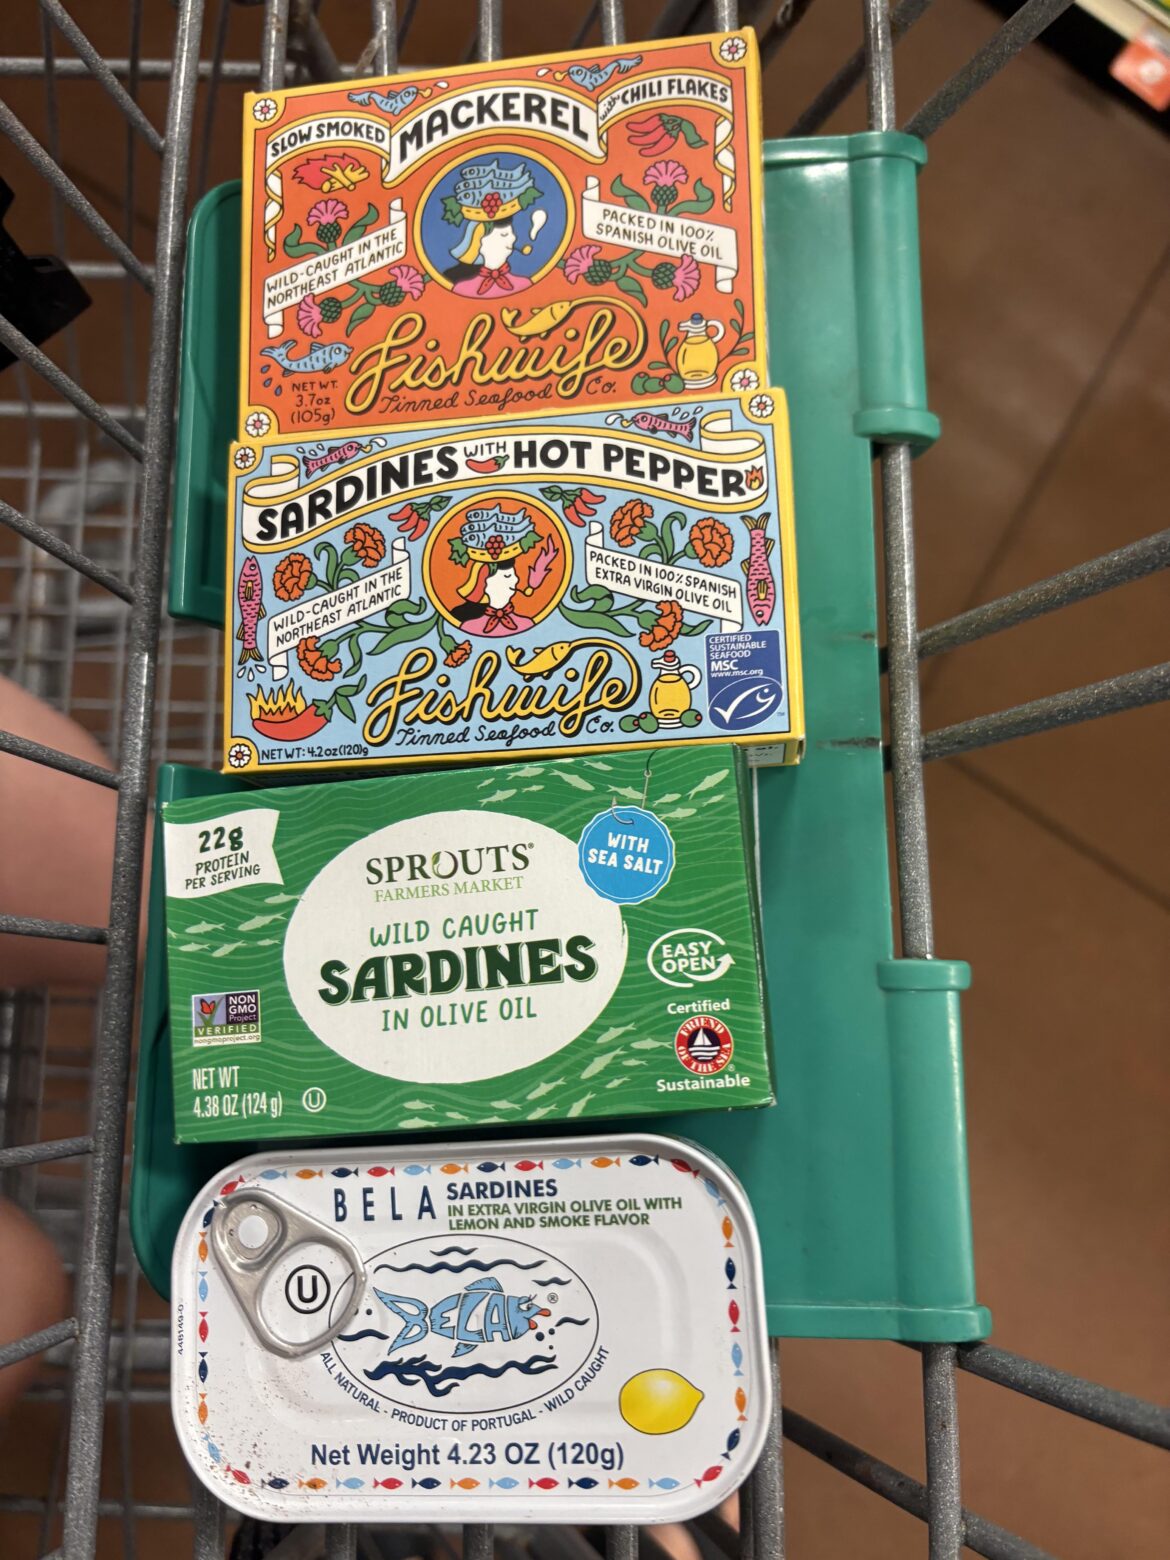 SLOW SMOKED
MACKEREL
with CHILI FLAKES
WILD-CAUGHT IN THE
NORTHEAST ATLANTIC
PACKED IN 100%
SPANISH OLIVE OIL
Fishwife
Tinned Seafood Co.
NET WT.
3.7oz
(105g)
SARDINES WITH HOT PEPPER
WILD-CAUGHT IN THE
NORTHEAST ATLANTIC
PACKED IN 100% SPANISH
EXTRA VIRGIN OLIVE OIL
Fishwife
Tinned Seafood Co.
NET WT: 4.2oz (120)g
CERTIFIED
SUSTAINABLE
SEAFOOD
MSC
www.msc.org
TM
22g
PROTEIN
PER SERVING
SPROUTS®
FARMERS MARKET
WITH
SEA SALT
WILD CAUGHT
SARDINES
IN OLIVE OIL
EASY
OPEN
NON
GMO
Project
VERIFIED
nongmoproject.org
Certified
FRIEND
OF THE SEA
®
Sustainable
NET WT
4.38 OZ (124 g)
U
BELA SARDINES
IN EXTRA VIRGIN OLIVE OIL WITH
LEMON AND SMOKE FLAVOR
U
BELA ®
ALL NATURAL - PRODUCT OF PORTUGAL - WILD CAUGHT
Net Weight 4.23 OZ (120g)